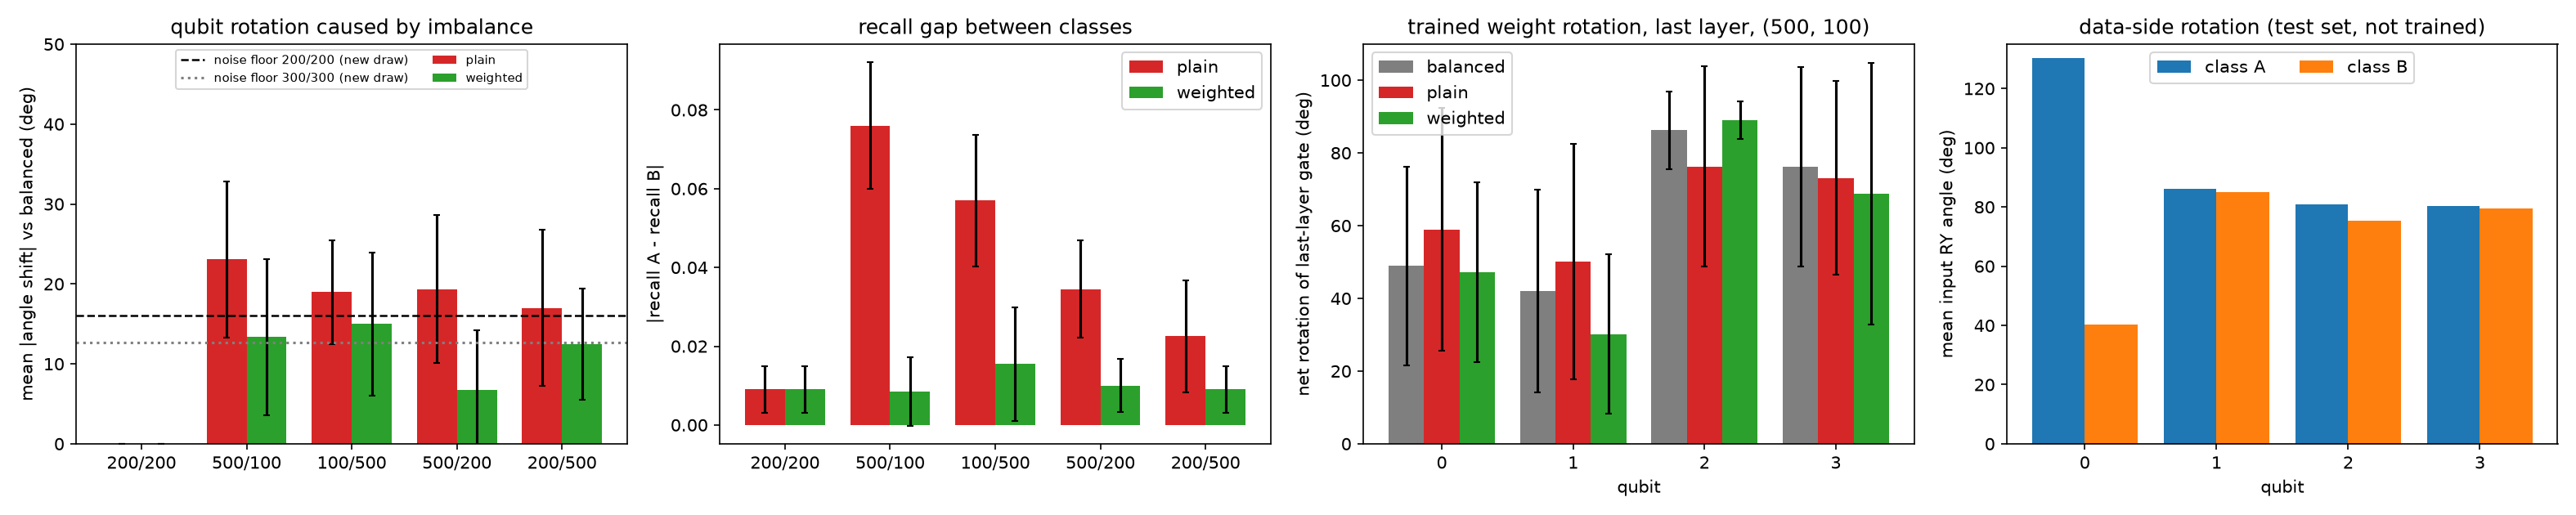 qubit rotation caused by imbalance
mean |angle shift| vs balanced (deg)
50
40
30
20
10
0
noise floor 200/200 (new draw)
noise floor 300/300 (new draw)
plain
weighted
200/200
500/100
100/500
500/200
200/500
recall gap between classes
|recall A - recall B|
0.08
0.06
0.04
0.02
0.00
plain
weighted
200/200
500/100
100/500
500/200
200/500
trained weight rotation, last layer, (500, 100)
net rotation of last-layer gate (deg)
100
80
60
40
20
0
balanced
plain
weighted
0
1
2
3
qubit
data-side rotation (test set, not trained)
mean input RY angle (deg)
120
100
80
60
40
20
0
class A
class B
0
1
2
3
qubit